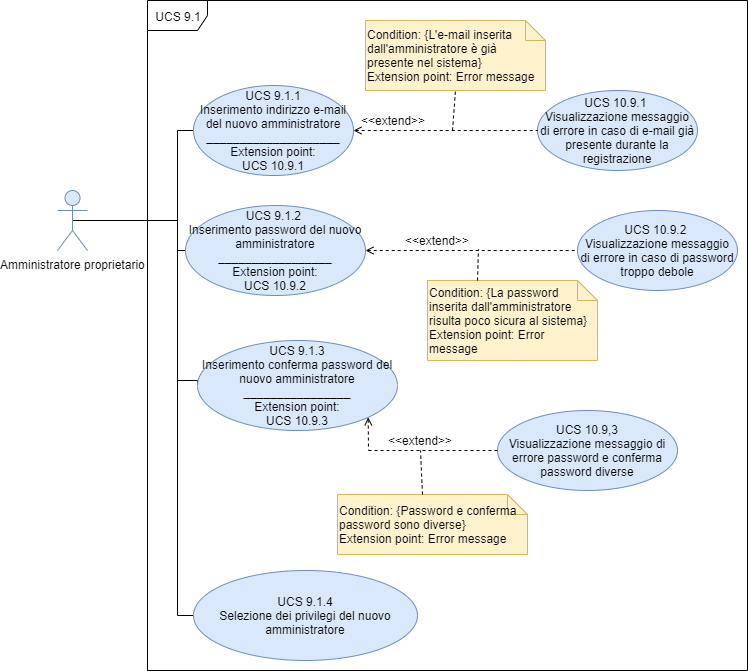 UCS 9.1
Condition: {L'e-mail inserita
dall'amministratore è già
presente nel sistema}
Extension point: Error message
UCS 9.1.1
Inserimento indirizzo e-mail
del nuovo amministratore
____________________
Extension point:
UCS 10.9.1
<<extend>>
UCS 10.9.1
Visualizzazione messaggio
di errore in caso di e-mail già
presente durante la
registrazione
Amministratore proprietario
UCS 9.1.2
Inserimento password del nuovo
amministratore
_________________
Extension point:
UCS 10.9.2
<<extend>>
UCS 10.9.2
Visualizzazione messaggio
di errore in caso di password
troppo debole
Condition: {La password
inserita dall'amministratore
risulta poco sicura al sistema}
Extension point: Error
message
UCS 9.1.3
Inserimento conferma password del
nuovo amministratore
________________
Extension point:
UCS 10.9.3
<<extend>>
UCS 10.9,3
Visualizzazione messaggio di
errore password e conferma
password diverse
Condition: {Password e conferma
password sono diverse}
Extension point: Error message
UCS 9.1.4
Selezione dei privilegi del nuovo
amministratore